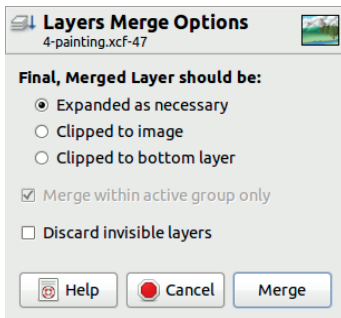 Layers Merge Options
4-painting.xcf-47
Final, Merged Layer should be:
Expanded as necessary
Clipped to image
Clipped to bottom layer
Merge within active group only
Discard invisible layers
Help Cancel Merge